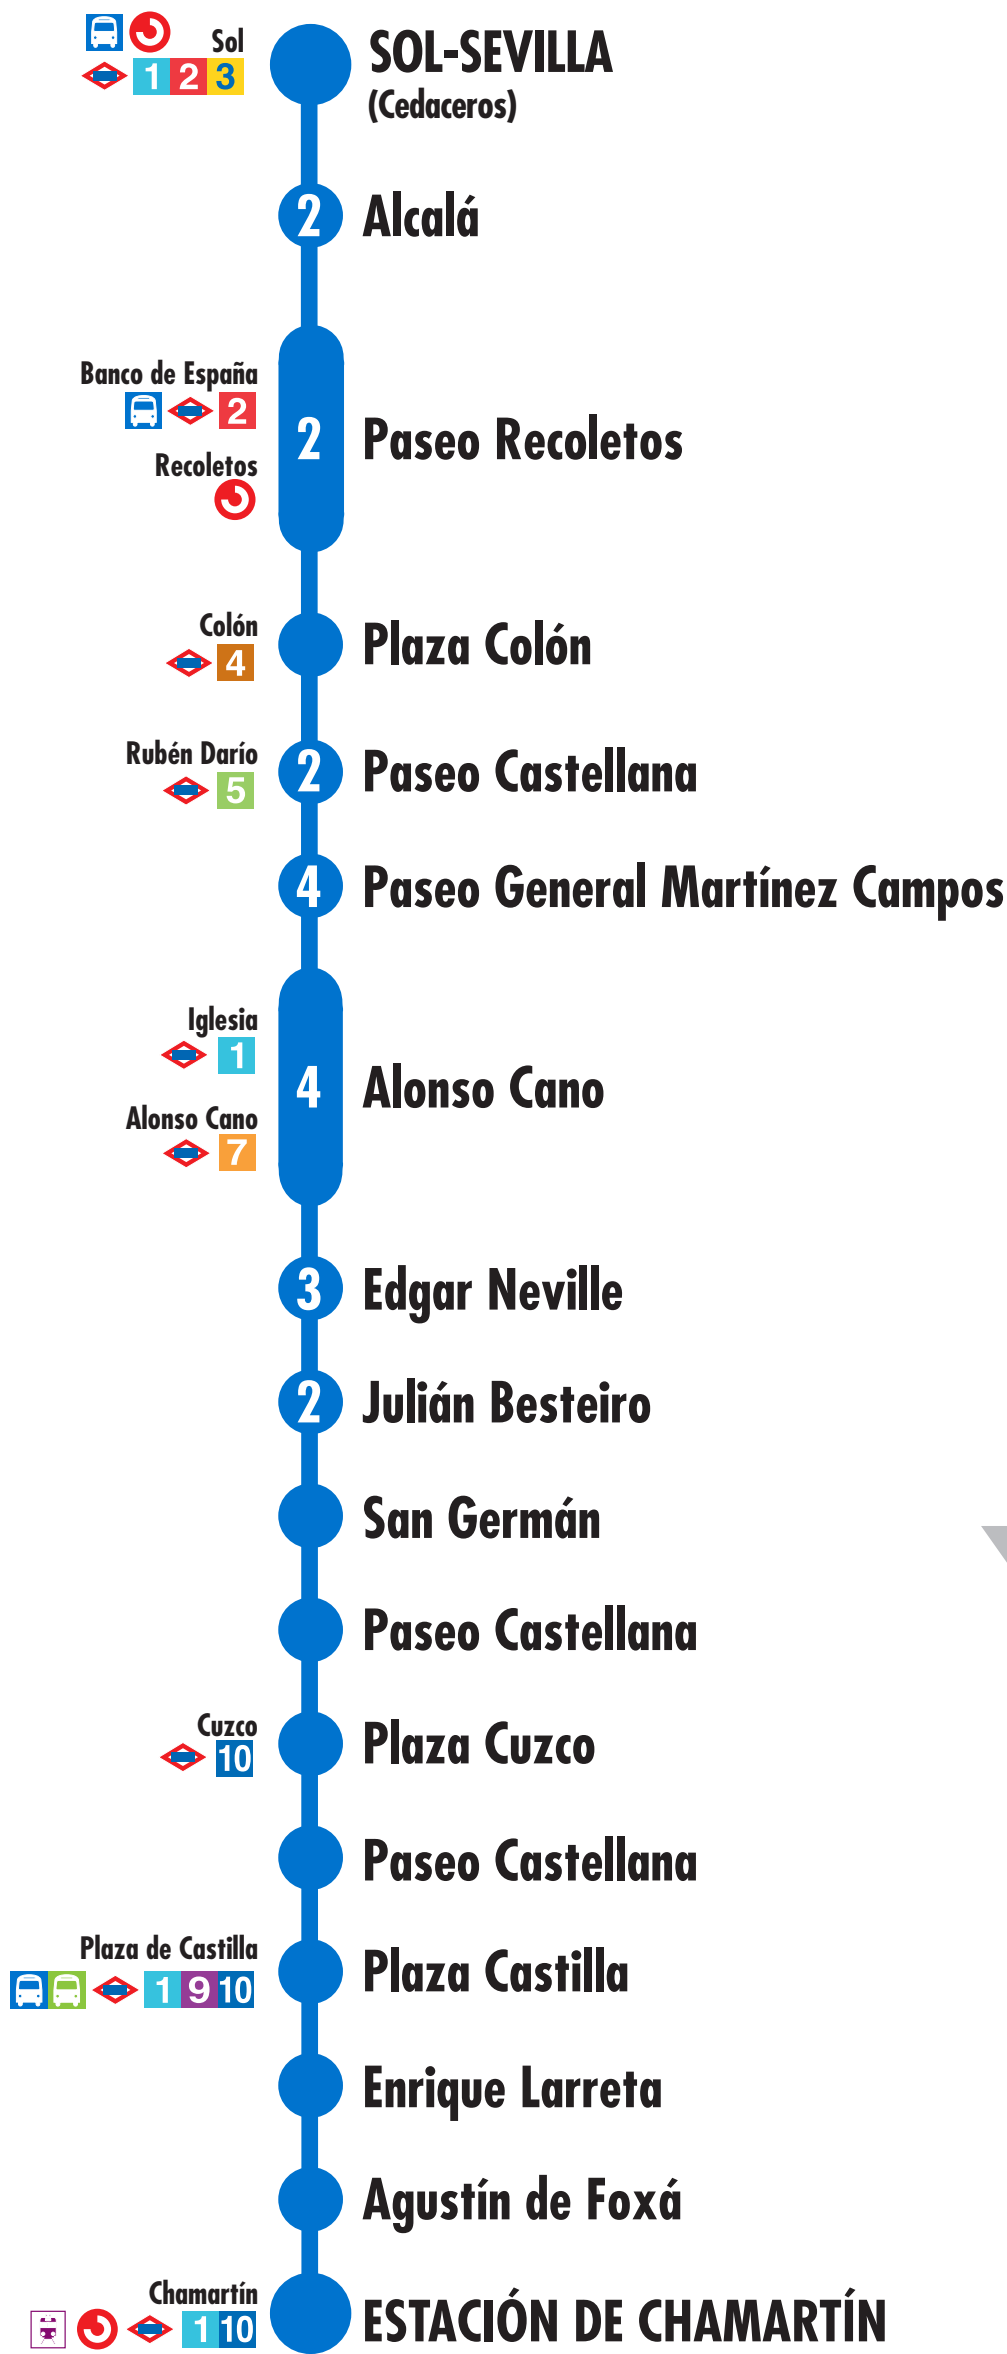 Sol
1 2 3
SOL-SEVILLA
(Cedaceros)
2 Alcalá
Banco de España
2
Recoletos
2 Paseo Recoletos
Colón
4
Plaza Colón
Rubén Darío
5
2 Paseo Castellana
4 Paseo General Martínez Campos
Iglesia
1
Alonso Cano
7
4 Alonso Cano
3 Edgar Neville
2 Julián Besteiro
San Germán
Paseo Castellana
Cuzco
10
Plaza Cuzco
Paseo Castellana
Plaza de Castilla
1 9 10
Plaza Castilla
Enrique Larreta
Agustín de Foxá
Chamartín
1 10
ESTACIÓN DE CHAMARTÍN